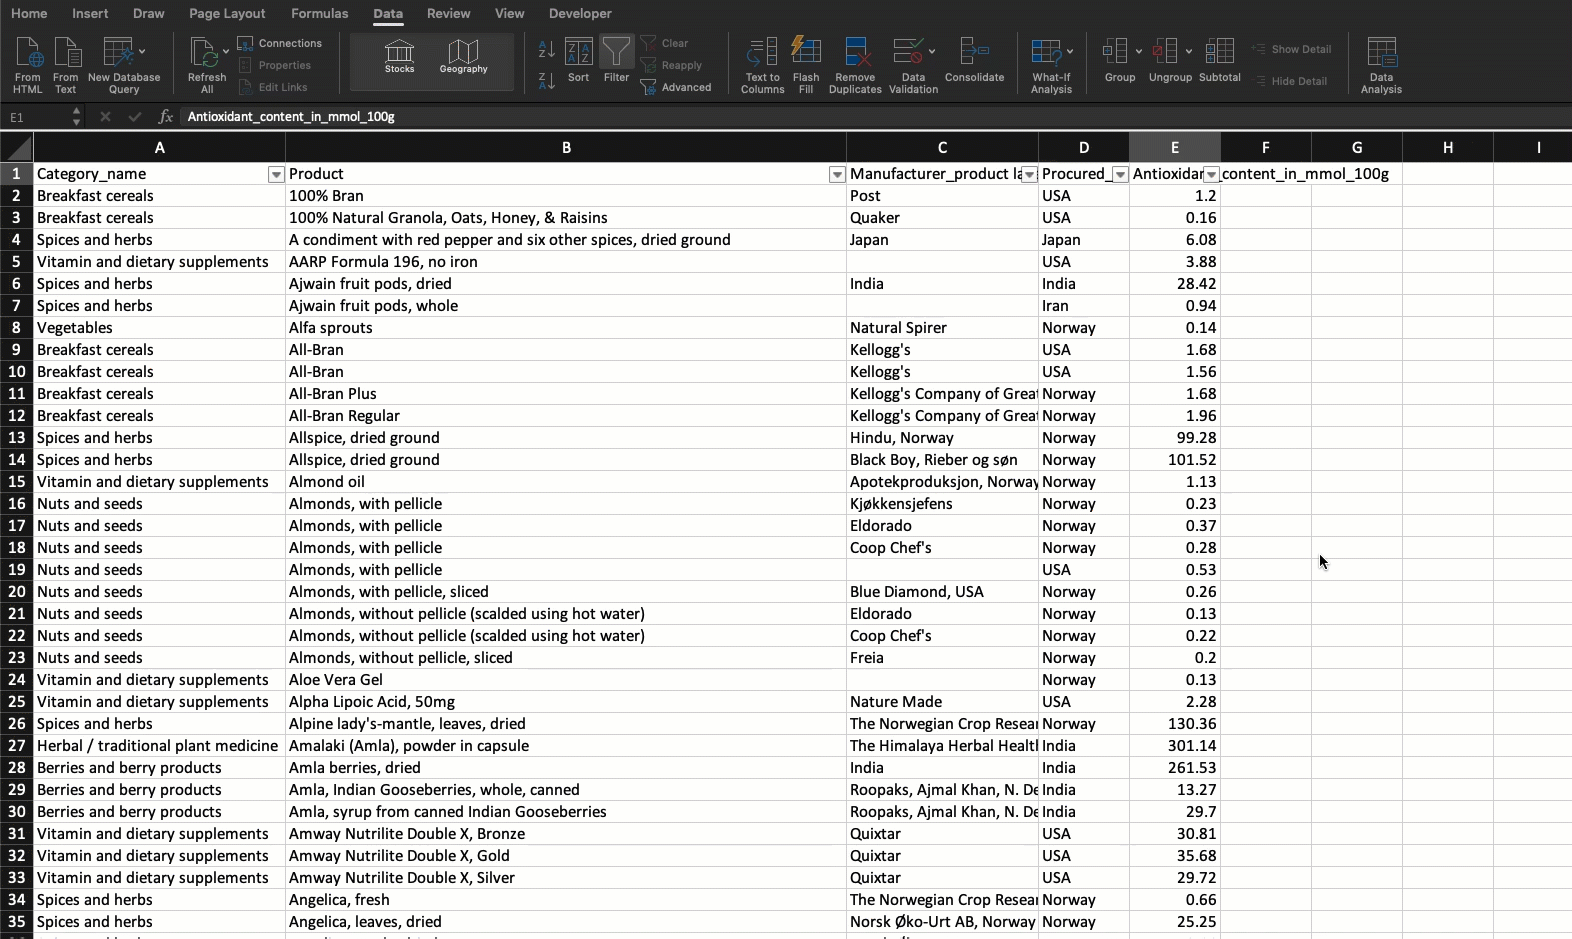 Home Insert Draw Page Layout Formulas Data Review View Developer
From HTML From Text New Database Query Refresh All Connections Properties Edit Links Stocks Geography Sort Filter Clear Reapply Advanced Text to Columns Flash Fill Remove Duplicates Data Validation Consolidate What-If Analysis Group Ungroup Subtotal Show Detail Hide Detail Data Analysis
E1 fx Antioxidant_content_in_mmol_100g
A B C D E F G H I
1 Category_name Product Manufacturer_product la Procured_ Antioxidan _content_in_mmol_100g
2 Breakfast cereals 100% Bran Post USA 1.2
3 Breakfast cereals 100% Natural Granola, Oats, Honey, & Raisins Quaker USA 0.16
4 Spices and herbs A condiment with red pepper and six other spices, dried ground Japan Japan 6.08
5 Vitamin and dietary supplements AARP Formula 196, no iron USA 3.88
6 Spices and herbs Ajwain fruit pods, dried India India 28.42
7 Spices and herbs Ajwain fruit pods, whole Iran 0.94
8 Vegetables Alfa sprouts Natural Spirer Norway 0.14
9 Breakfast cereals All-Bran Kellogg's USA 1.68
10 Breakfast cereals All-Bran Kellogg's USA 1.56
11 Breakfast cereals All-Bran Plus Kellogg's Company of Great Norway 1.68
12 Breakfast cereals All-Bran Regular Kellogg's Company of Great Norway 1.96
13 Spices and herbs Allspice, dried ground Hindu, Norway Norway 99.28
14 Spices and herbs Allspice, dried ground Black Boy, Rieber og søn Norway 101.52
15 Vitamin and dietary supplements Almond oil Apotekproduksjon, Norway Norway 1.13
16 Nuts and seeds Almonds, with pellicle Kjøkkensjefens Norway 0.23
17 Nuts and seeds Almonds, with pellicle Eldorado Norway 0.37
18 Nuts and seeds Almonds, with pellicle Coop Chef's Norway 0.28
19 Nuts and seeds Almonds, with pellicle USA 0.53
20 Nuts and seeds Almonds, with pellicle, sliced Blue Diamond, USA Norway 0.26
21 Nuts and seeds Almonds, without pellicle (scalded using hot water) Eldorado Norway 0.13
22 Nuts and seeds Almonds, without pellicle (scalded using hot water) Coop Chef's Norway 0.22
23 Nuts and seeds Almonds, without pellicle, sliced Freia Norway 0.2
24 Vitamin and dietary supplements Aloe Vera Gel Norway 0.13
25 Vitamin and dietary supplements Alpha Lipoic Acid, 50mg Nature Made USA 2.28
26 Spices and herbs Alpine lady's-mantle, leaves, dried The Norwegian Crop Resear Norway 130.36
27 Herbal / traditional plant medicine Amalaki (Amla), powder in capsule The Himalaya Herbal Healt India 301.14
28 Berries and berry products Amla berries, dried India India 261.53
29 Berries and berry products Amla, Indian Gooseberries, whole, canned Roopaks, Ajmal Khan, N. De India 13.27
30 Berries and berry products Amla, syrup from canned Indian Gooseberries Roopaks, Ajmal Khan, N. De India 29.7
31 Vitamin and dietary supplements Amway Nutrilite Double X, Bronze Quixtar USA 30.81
32 Vitamin and dietary supplements Amway Nutrilite Double X, Gold Quixtar USA 35.68
33 Vitamin and dietary supplements Amway Nutrilite Double X, Silver Quixtar USA 29.72
34 Spices and herbs Angelica, fresh The Norwegian Crop Resear Norway 0.66
35 Spices and herbs Angelica, leaves, dried Norsk Øko-Urt AB, Norway Norway 25.25